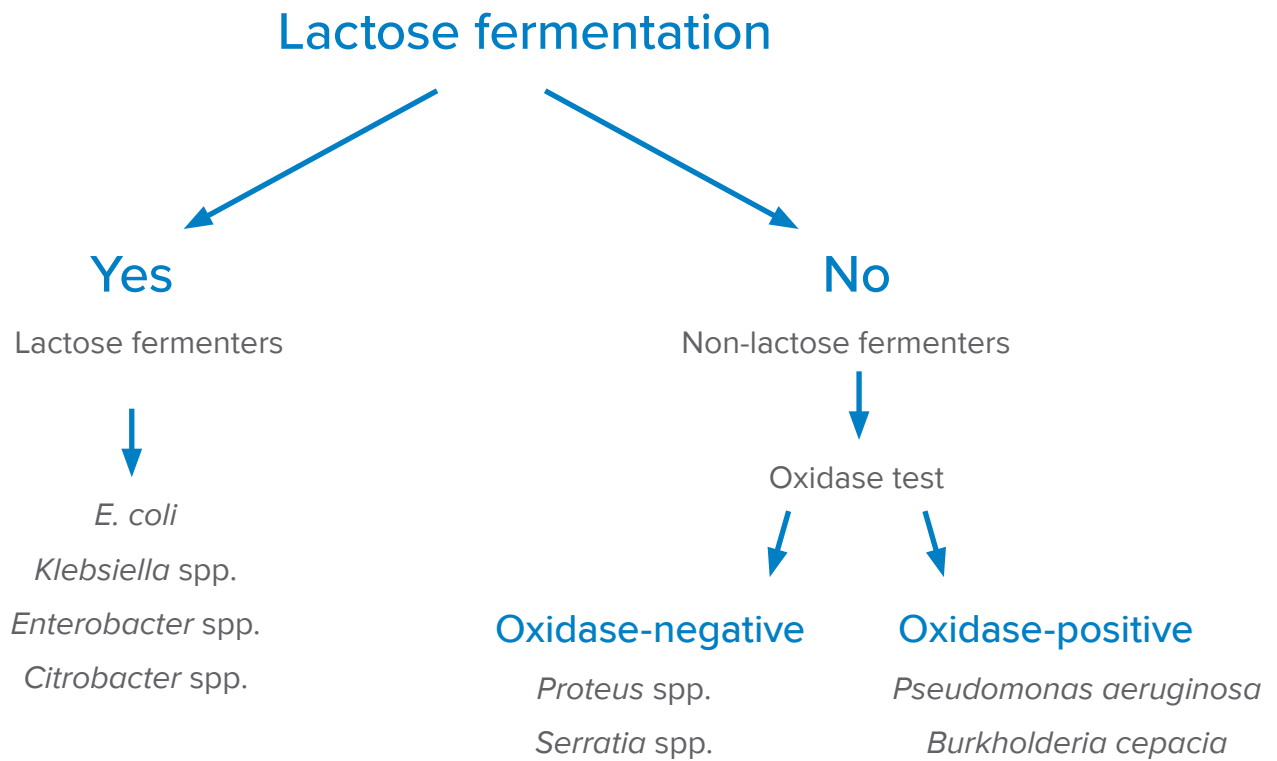 Lactose fermentation
Yes
Lactose fermenters
E. coli
Klebsiella spp.
Enterobacter spp.
Citrobacter spp.
No
Non-lactose fermenters
Oxidase test
Oxidase-negative
Proteus spp.
Serratia spp.
Oxidase-positive
Pseudomonas aeruginosa
Burkholderia cepacia